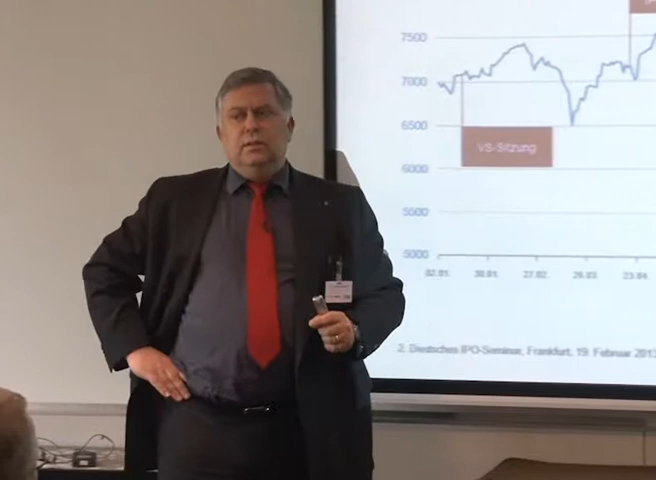 7500
7000
6500
VS-Sitzung
6000
5500
5000
02.01. 30.01. 27.02. 26.03. 23.04
2. Deutsches IPO-Seminar, Frankfurt, 19. Februar 2013